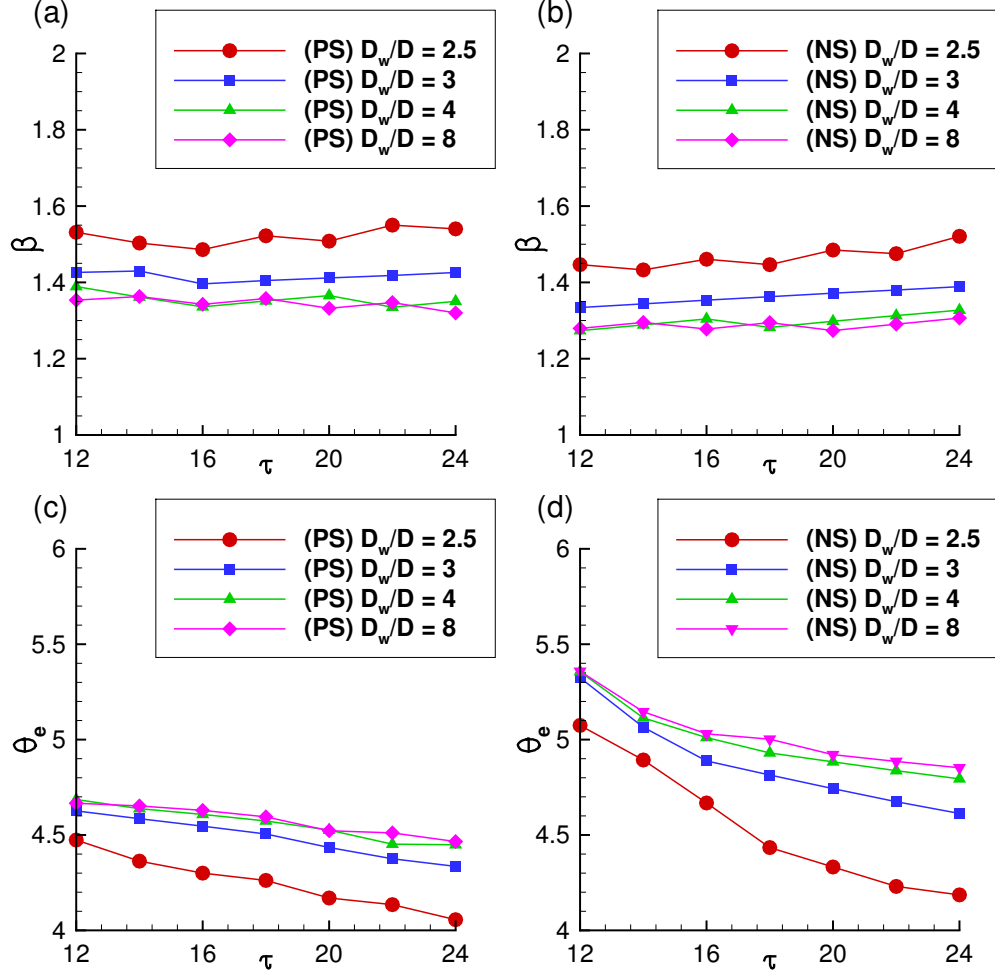 (a)
(PS) D_w/D = 2.5
(PS) D_w/D = 3
(PS) D_w/D = 4
(PS) D_w/D = 8
2
1.8
1.6
1.4
1.2
1
β
12 16 20 24
τ
(b)
(NS) D_w/D = 2.5
(NS) D_w/D = 3
(NS) D_w/D = 4
(NS) D_w/D = 8
2
1.8
1.6
1.4
1.2
1
β
12 16 20 24
τ
(c)
(PS) D_w/D = 2.5
(PS) D_w/D = 3
(PS) D_w/D = 4
(PS) D_w/D = 8
6
5.5
5
4.5
4
θ_e
12 16 20 24
τ
(d)
(NS) D_w/D = 2.5
(NS) D_w/D = 3
(NS) D_w/D = 4
(NS) D_w/D = 8
6
5.5
5
4.5
4
θ_e
12 16 20 24
τ